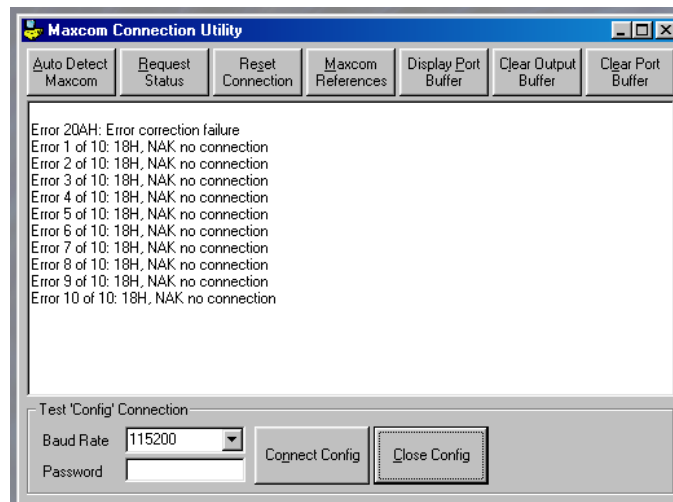 Maxcom Connection Utility
Auto Detect Maxcom
Request Status
Reset Connection
Maxcom References
Display Port Buffer
Clear Output Buffer
Clear Port Buffer
Error 20AH: Error correction failure
Error 1 of 10: 18H, NAK no connection
Error 2 of 10: 18H, NAK no connection
Error 3 of 10: 18H, NAK no connection
Error 4 of 10: 18H, NAK no connection
Error 5 of 10: 18H, NAK no connection
Error 6 of 10: 18H, NAK no connection
Error 7 of 10: 18H, NAK no connection
Error 8 of 10: 18H, NAK no connection
Error 9 of 10: 18H, NAK no connection
Error 10 of 10: 18H, NAK no connection
Test 'Config' Connection
Baud Rate 115200
Password
Connect Config
Close Config